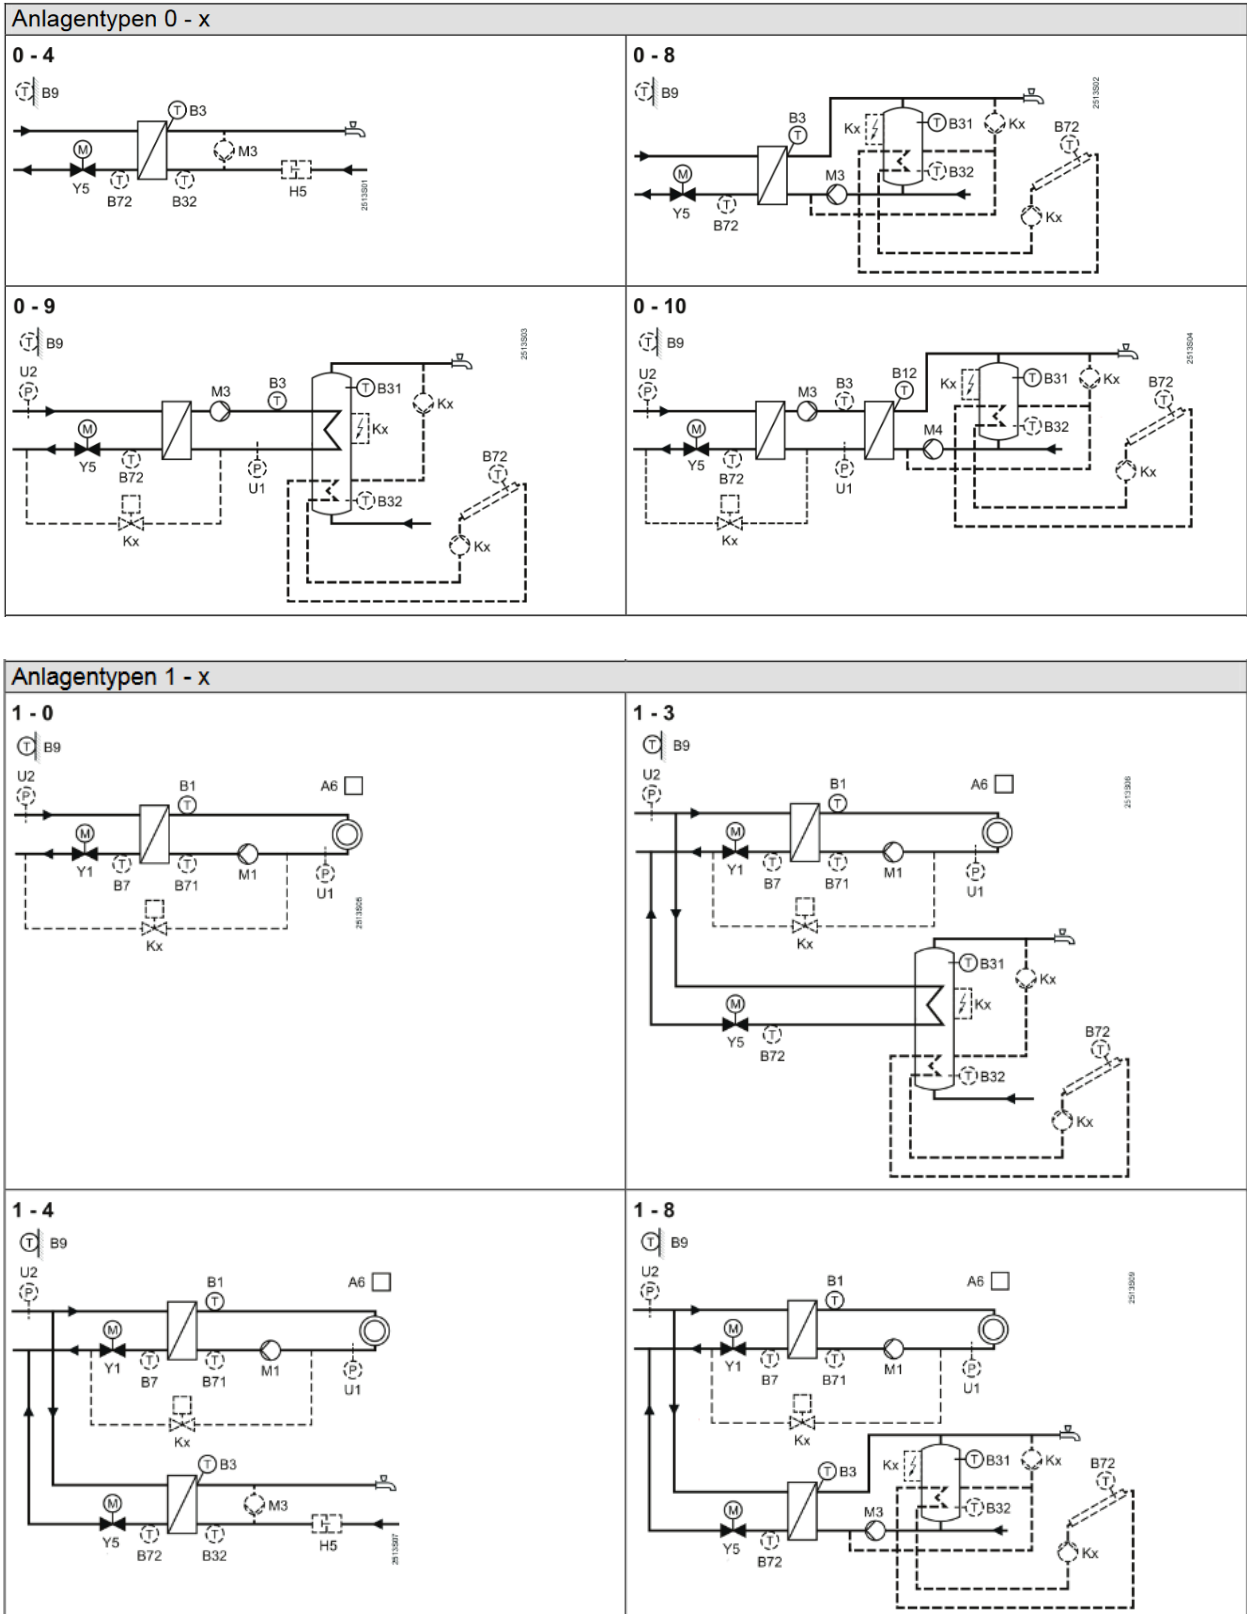 Anlagentypen 0 - x
0 - 4
T B9
T B3
M
M3
Y5
T
B72
T
B32
H5
2513S01
0 - 8
T B9
B3
T
Kx
T B31
Kx
M
M3
T B32
Y5
T
B72
B72
T
Kx
2513S02
0 - 9
T B9
U2
P
M3
B3
T
T B31
Kx
M
Kx
Y5
T
B72
P
U1
B72
T
T B32
Kx
Kx
2513S03
0 - 10
T B9
U2
P
M3
B3
T
B12
T
Kx
T B31
Kx
B72
T
M
M4
T B32
Y5
T
B72
P
U1
Kx
Kx
2513S04
Anlagentypen 1 - x
1 - 0
T B9
U2
P
B1
T
A6
M
Y1
T
B7
T
B71
M1
P
U1
Kx
2513S05
1 - 3
T B9
U2
P
B1
T
A6
M
Y1
T
B7
T
B71
M1
P
U1
Kx
T B31
Kx
M
Kx
Y5
T
B72
B72
T
T B32
Kx
2513S06
1 - 4
T B9
U2
P
B1
T
A6
M
Y1
T
B7
T
B71
M1
P
U1
Kx
T B3
M
M3
Y5
T
B72
T
B32
H5
2513S07
1 - 8
T B9
U2
P
B1
T
A6
M
Y1
T
B7
T
B71
M1
P
U1
Kx
T B3
Kx
T B31
Kx
B72
T
M
M3
T B32
Y5
T
B72
Kx
2513S09